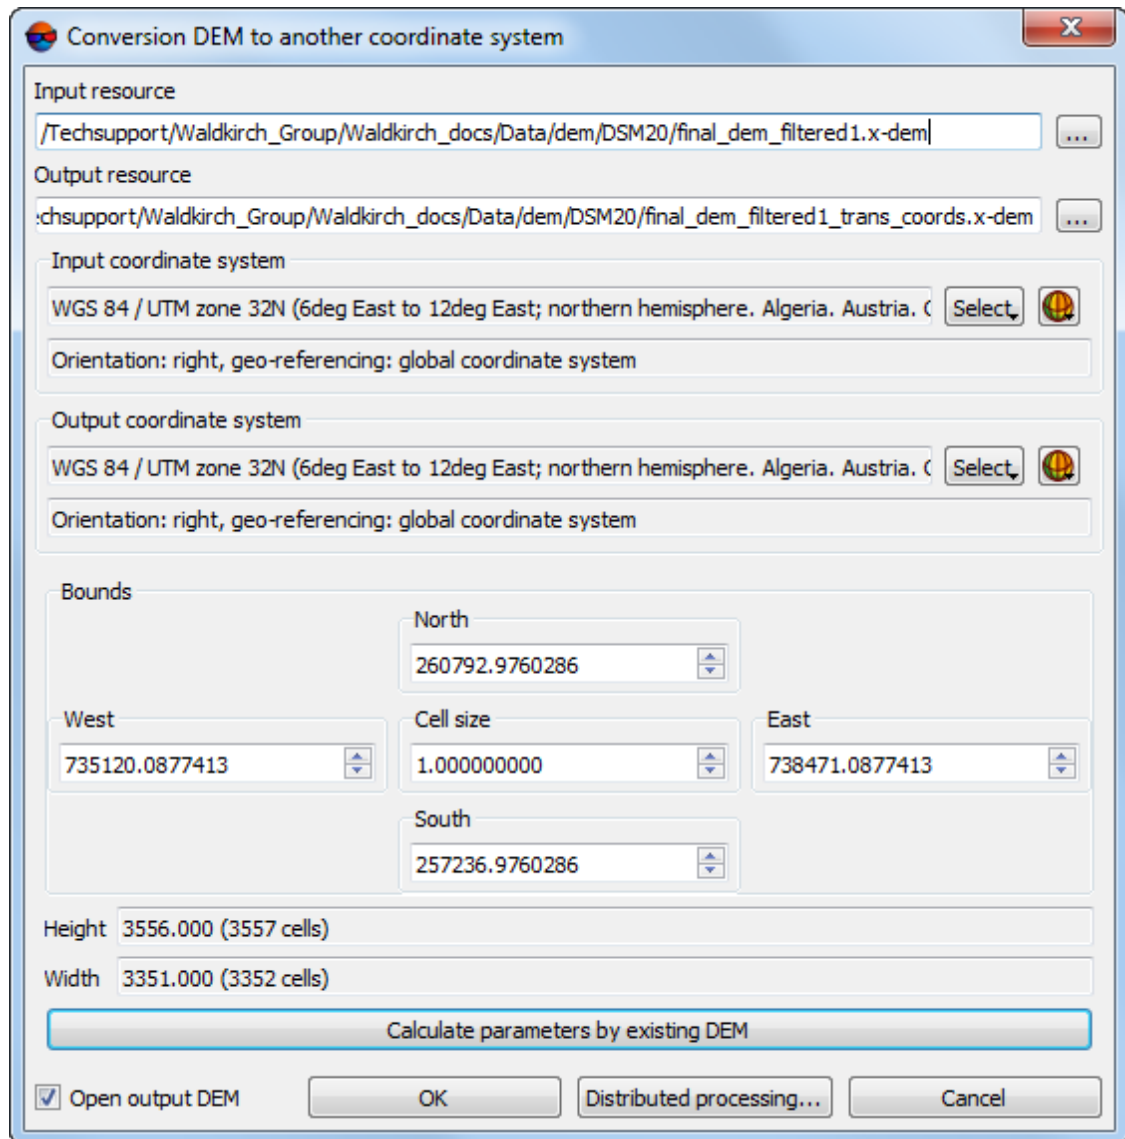 Conversion DEM to another coordinate system
Input resource
/Techsupport/Waldkirch_Group/Waldkirch_docs/Data/dem/DSM20/final_dem_filtered1.x-dem
...
Output resource
chsupport/Waldkirch_Group/Waldkirch_docs/Data/dem/DSM20/final_dem_filtered1_trans_coords.x-dem
...
Input coordinate system
WGS 84 / UTM zone 32N (6deg East to 12deg East; northern hemisphere. Algeria. Austria. C
Select
Orientation: right, geo-referencing: global coordinate system
Output coordinate system
WGS 84 / UTM zone 32N (6deg East to 12deg East; northern hemisphere. Algeria. Austria. C
Select
Orientation: right, geo-referencing: global coordinate system
Bounds
North
260792.9760286
West
Cell size
East
735120.0877413
1.000000000
738471.0877413
South
257236.9760286
Height 3556.000 (3557 cells)
Width 3351.000 (3352 cells)
Calculate parameters by existing DEM
Open output DEM
OK
Distributed processing...
Cancel